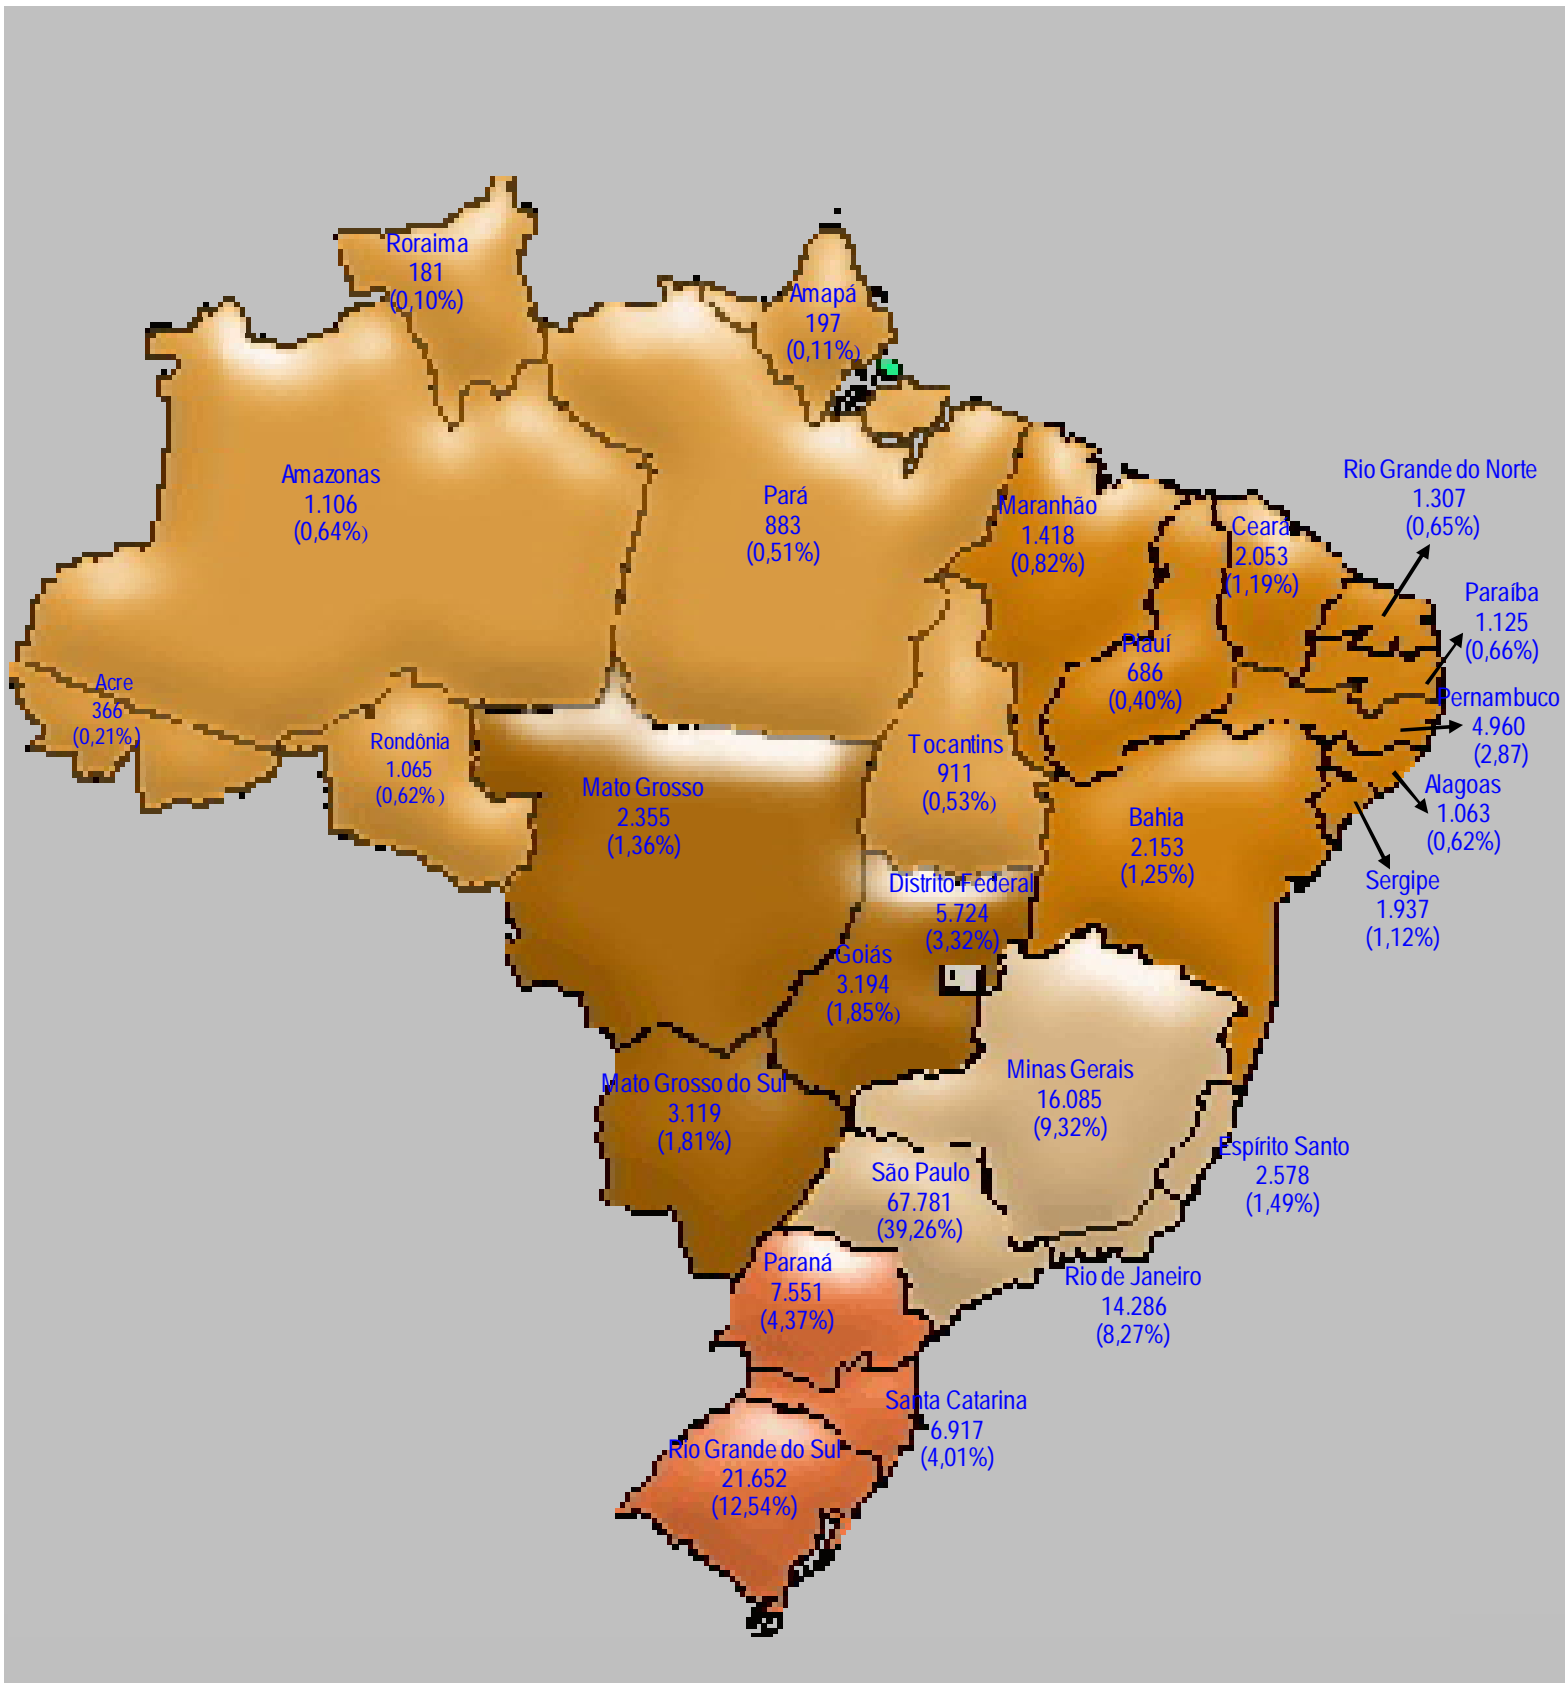 Roraima
181
(0,10%)
Amapá
197
(0,11%)
Amazonas
1.106
(0,64%)
Pará
883
(0,51%)
Maranhão
1.418
(0,82%)
Ceará
2.053
(1,19%)
Rio Grande do Norte
1.307
(0,65%)
Paraíba
1.125
(0,66%)
Piauí
686
(0,40%)
Pernambuco
4.960
(2,87)
Acre
366
(0,21%)
Rondônia
1.065
(0,62%)
Mato Grosso
2.355
(1,36%)
Tocantins
911
(0,53%)
Bahia
2.153
(1,25%)
Alagoas
1.063
(0,62%)
Sergipe
1.937
(1,12%)
Distrito Federal
5.724
(3,32%)
Goiás
3.194
(1,85%)
Mato Grosso do Sul
3.119
(1,81%)
Minas Gerais
16.085
(9,32%)
Espírito Santo
2.578
(1,49%)
São Paulo
67.781
(39,26%)
Rio de Janeiro
14.286
(8,27%)
Paraná
7.551
(4,37%)
Santa Catarina
6.917
(4,01%)
Rio Grande do Sul
21.652
(12,54%)